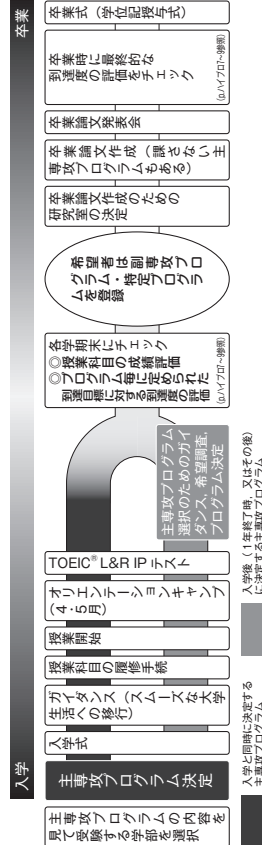 入学
卒業
主専攻プログラムの内容を
見て受験する学部を選択
主専攻プログラム決定
入学式
ガイダンス(スムーズな大学
生活への移行)
授業科目の履修手続
授業開始
オリエンテーションキャンプ
(4・5月)
TOEIC® L&R IP テスト
主専攻プログラム
選択のためのガイ
ダンス、希望調査,
プログラム決定
各学期末にチェック
◎授業科目の成績評価
◎プログラム毎に定められた
到達目標に対する到達度の評価
(p.ハイブロ7~9参照)
希望者は副専攻プロ
グラム・特定プログラ
ムを登録
卒業論文作成のための
研究室の決定
卒業論文作成(課さない主
専攻プログラムもある)
卒業論文発表会
卒業時に最終的な
到達度の評価をチェック
(p.ハイブロ7~9参照)
卒業式(学位記授与式)
入学と同時に決定する
主専攻プログラム
入学後(1年終了時,又はその後)
に決定する主専攻プログラム